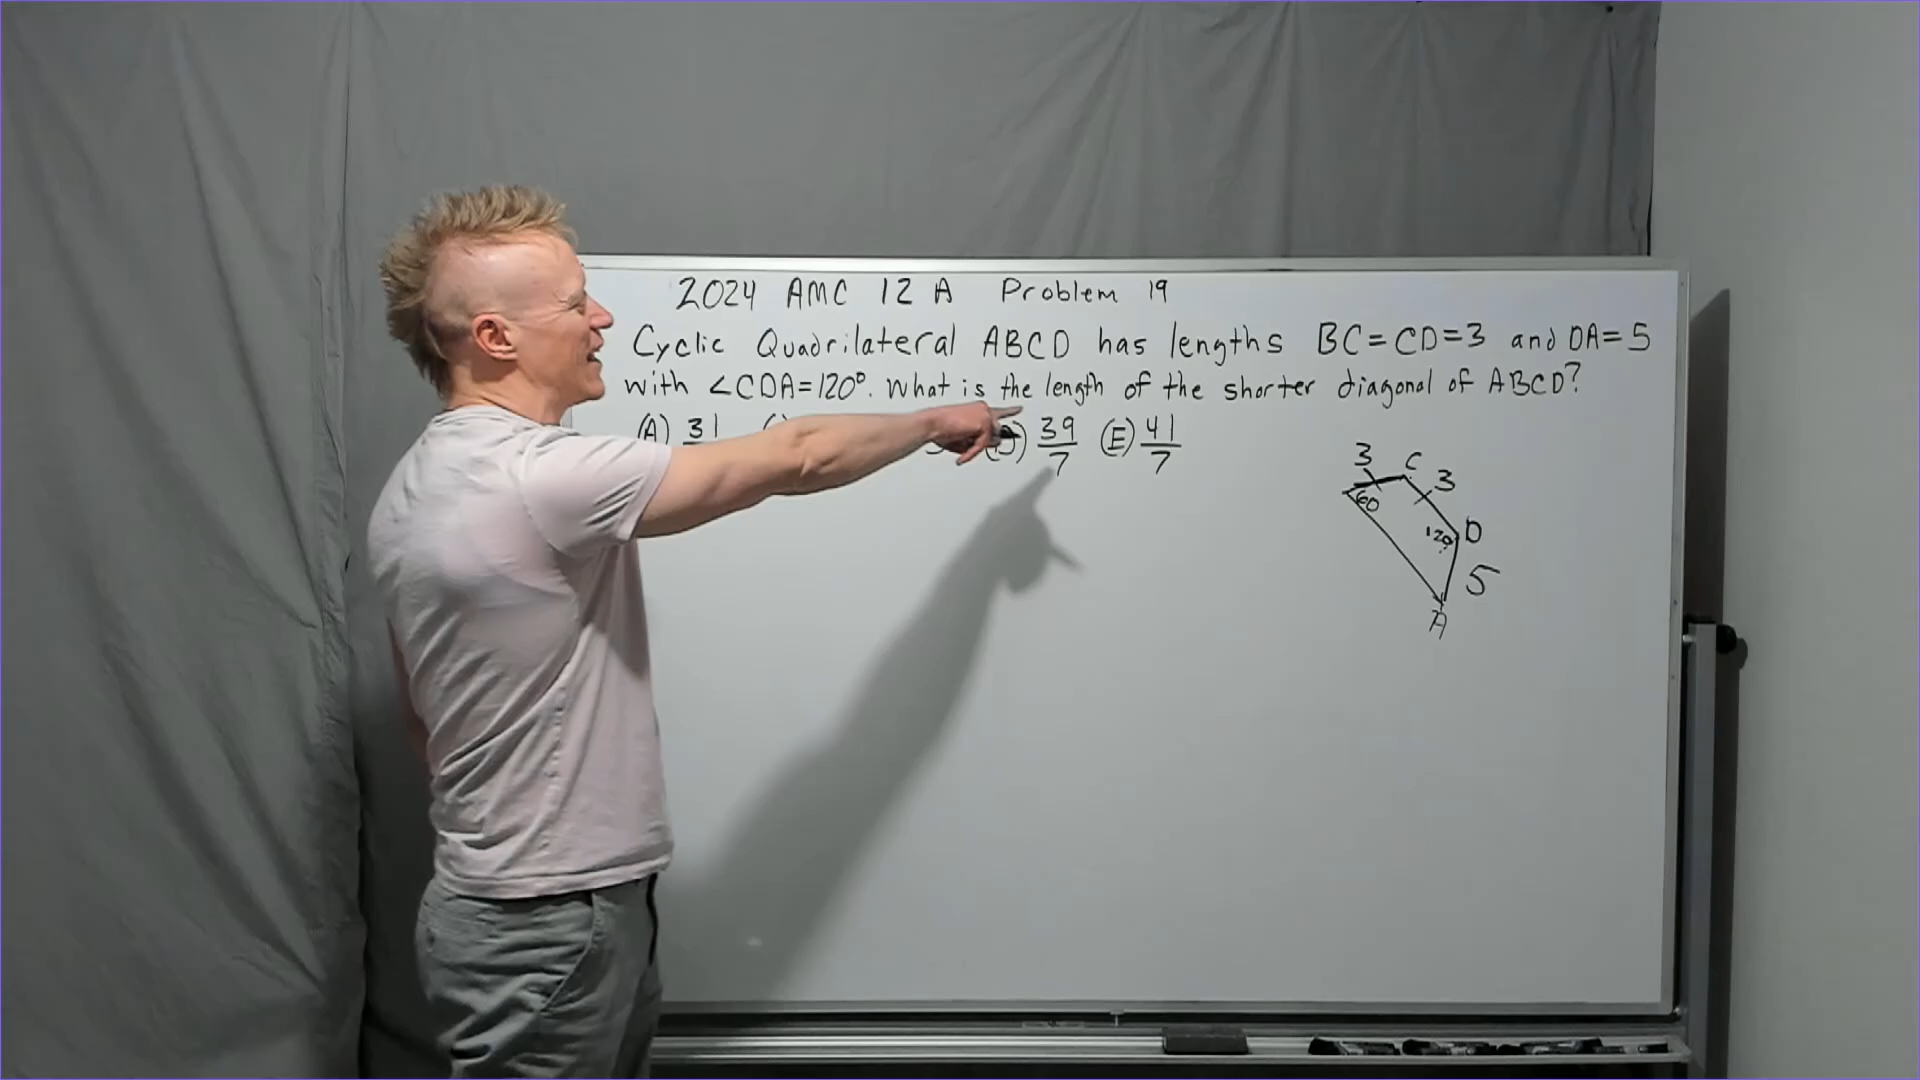 2024 AMC 12 A Problem 19
Cyclic Quadrilateral ABCD has lengths BC=CD=3 and DA=5
with ∠CDA=120°. What is the length of the shorter diagonal of ABCD?
(A) 31 39/7 (E) 41/7
3 C 3
60
120 D
5
A